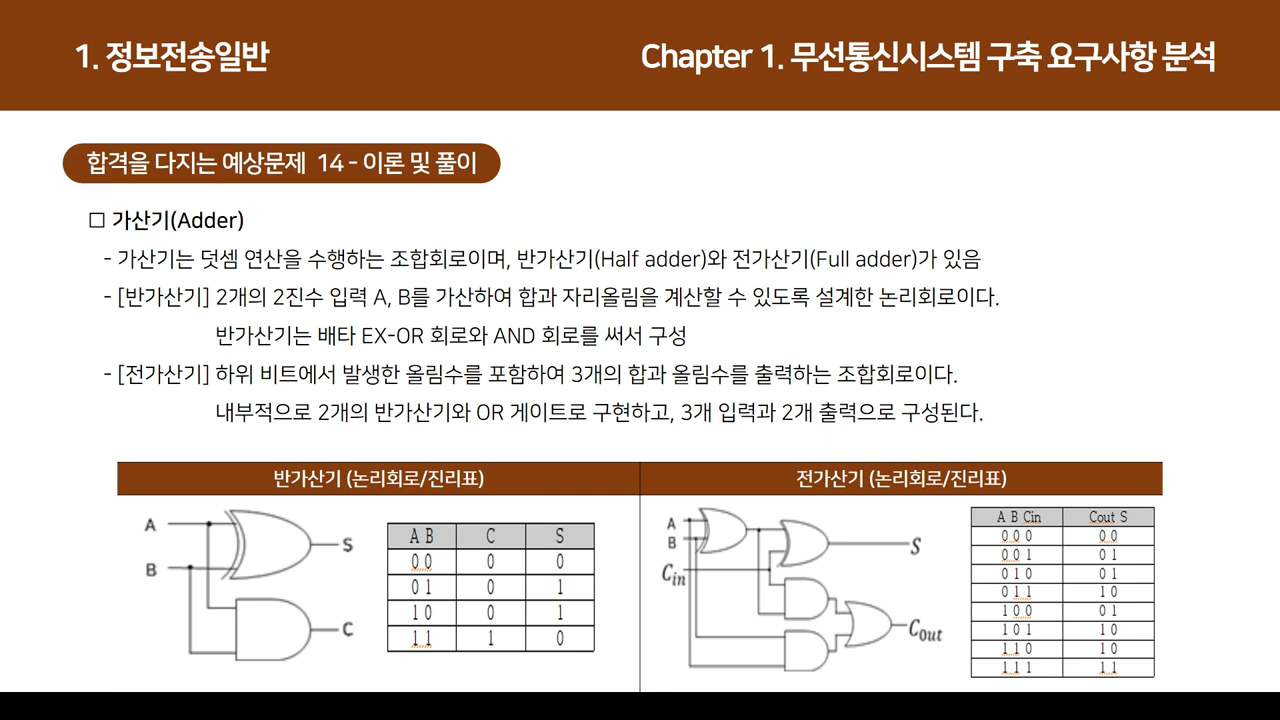 1. 정보전송일반
Chapter 1. 무선통신시스템 구축 요구사항 분석
합격을 다지는 예상문제 14 - 이론 및 풀이
□ 가산기(Adder)
- 가산기는 덧셈 연산을 수행하는 조합회로이며, 반가산기(Half adder)와 전가산기(Full adder)가 있음
- [반가산기] 2개의 2진수 입력 A, B를 가산하여 합과 자리올림을 계산할 수 있도록 설계한 논리회로이다.
반가산기는 배타 EX-OR 회로와 AND 회로를 써서 구성
- [전가산기] 하위 비트에서 발생한 올림수를 포함하여 3개의 합과 올림수를 출력하는 조합회로이다.
내부적으로 2개의 반가산기와 OR 게이트로 구현하고, 3개 입력과 2개 출력으로 구성된다.
반가산기 (논리회로/진리표)
A
B
S
C
A B C S
0 0 0 0
0 1 0 1
1 0 0 1
1 1 1 0
전가산기 (논리회로/진리표)
A
B
Cin
S
COut
A B Cin Cout S
0 0 0 0 0
0 0 1 0 1
0 1 0 0 1
0 1 1 1 0
1 0 0 0 1
1 0 1 1 0
1 1 0 1 0
1 1 1 1 1